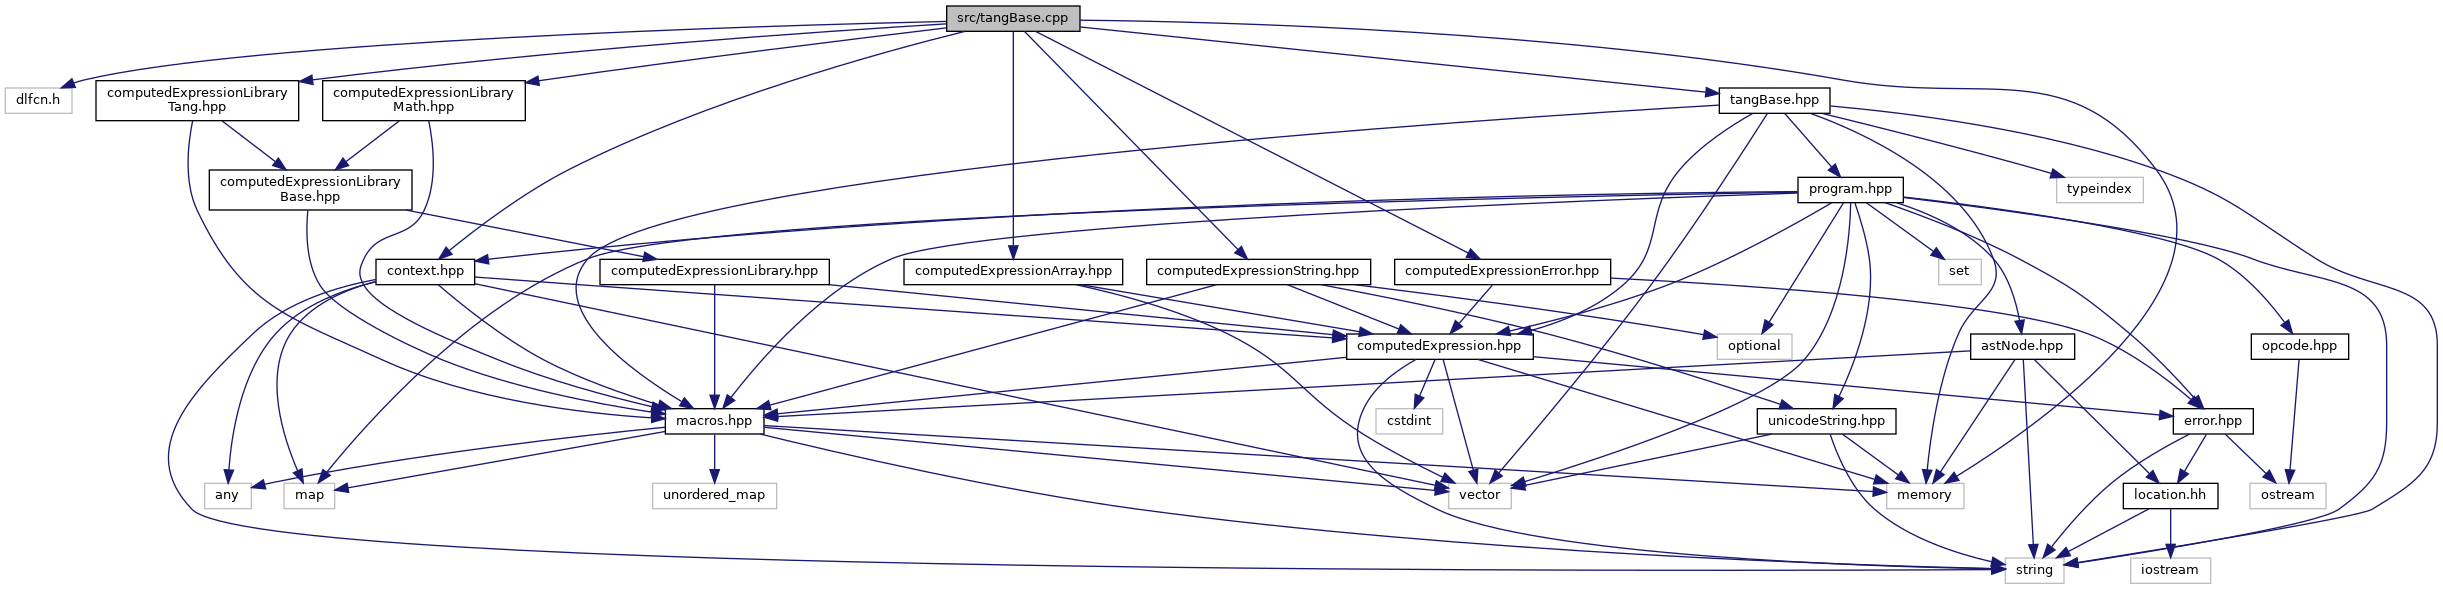 src/tangBase.cpp
dlfcn.h
computedExpressionLibrary
Tang.hpp
computedExpressionLibrary
Math.hpp
tangBase.hpp
computedExpressionLibrary
Base.hpp
program.hpp
typeindex
context.hpp
computedExpressionLibrary.hpp
computedExpressionArray.hpp
computedExpressionString.hpp
computedExpressionError.hpp
set
computedExpression.hpp
optional
astNode.hpp
opcode.hpp
macros.hpp
cstdint
unicodeString.hpp
error.hpp
any
map
unordered_map
vector
memory
location.hh
ostream
string
iostream